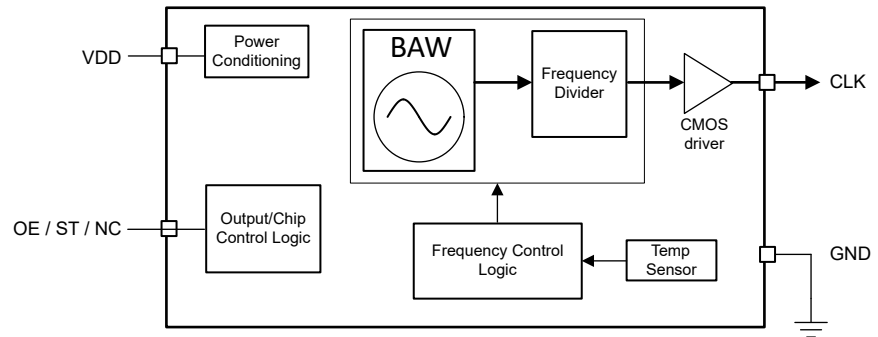 VDD
Power
Conditioning
BAW
Frequency
Divider
CMOS
driver
CLK
OE / ST / NC
Output/Chip
Control Logic
Frequency Control
Logic
Temp
Sensor
GND